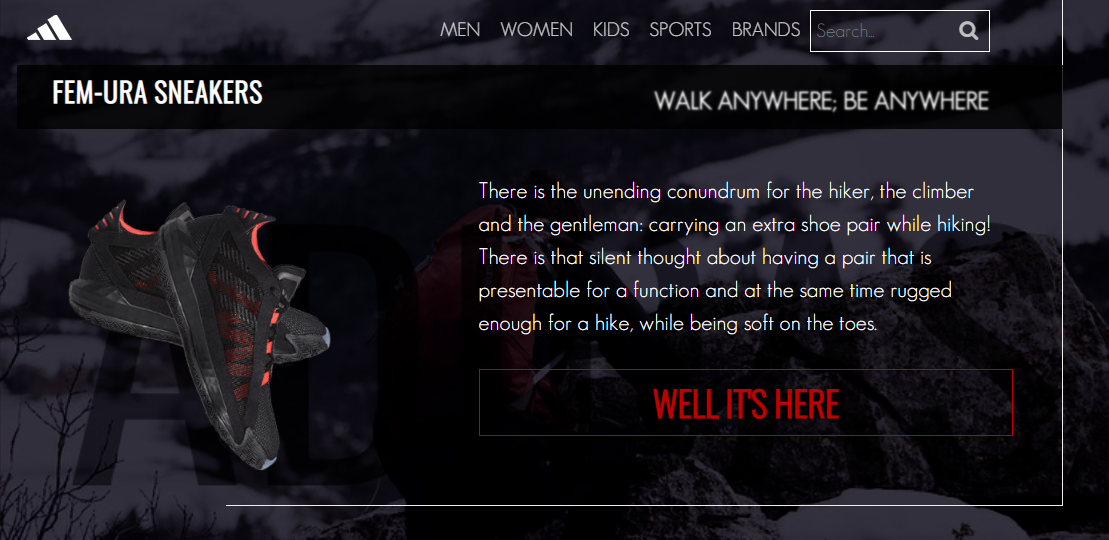 MEN WOMEN KIDS SPORTS BRANDS Search...
FEM-URA SNEAKERS
WALK ANYWHERE; BE ANYWHERE
There is the unending conundrum for the hiker, the climber
and the gentleman: carrying an extra shoe pair while hiking!
There is that silent thought about having a pair that is
presentable for a function and at the same time rugged
enough for a hike, while being soft on the toes.
AD
WELL IT'S HERE